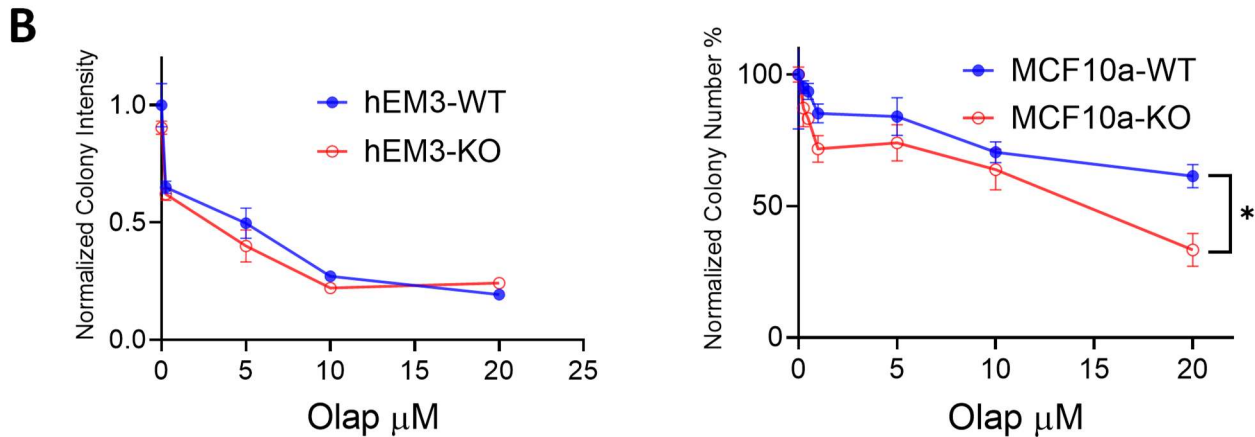 B
Normalized Colony Intensity
1.0
0.5
0.0
0 5 10 15 20 25
Olap μM
hEM3-WT
hEM3-KO
Normalized Colony Number %
100
50
0
0 5 10 15 20
Olap μM
MCF10a-WT
MCF10a-KO
*